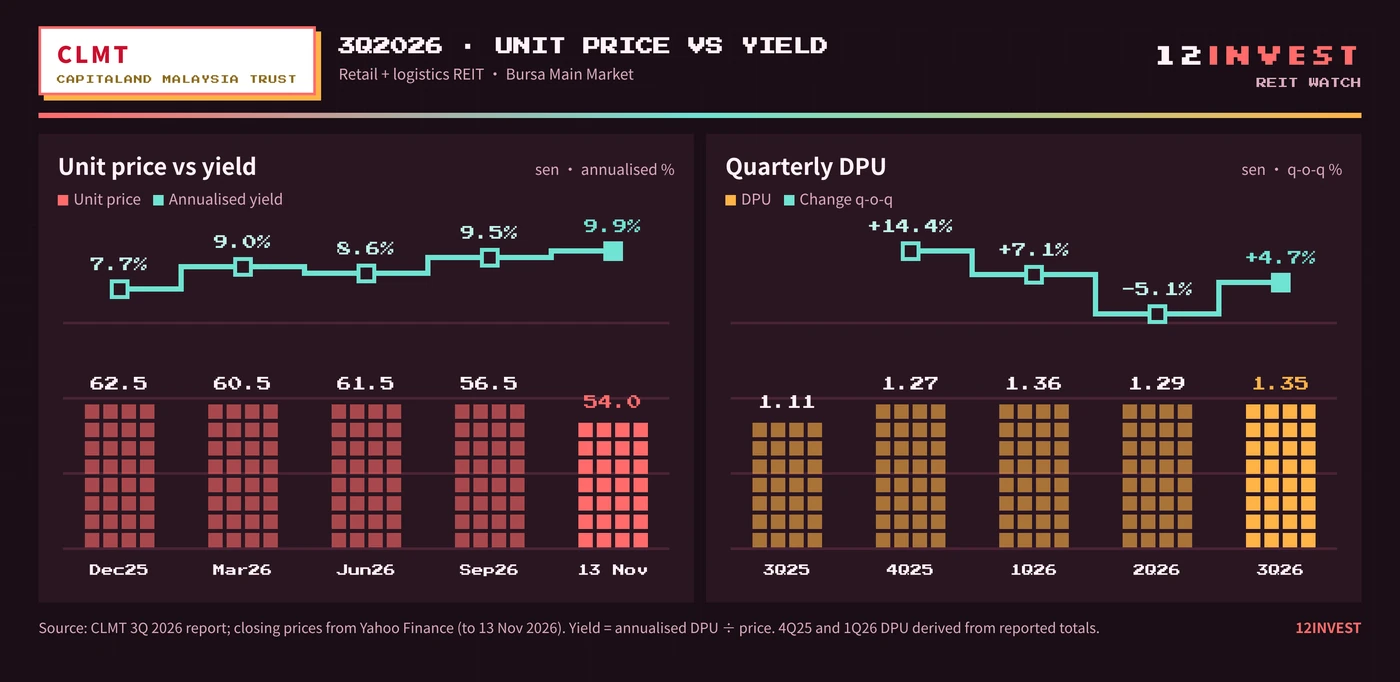 CLMT
CAPITALAND MALAYSIA TRUST
3Q2026 · UNIT PRICE VS YIELD
Retail + logistics REIT • Bursa Main Market
12INVEST
REIT WATCH
Unit price vs yield
sen • annualised %
Unit price
Annualised yield
7.7%
9.0%
8.6%
9.5%
9.9%
62.5
60.5
61.5
56.5
54.0
Dec25
Mar26
Jun26
Sep26
13 Nov
Quarterly DPU
sen • q-o-q %
DPU
Change q-o-q
+14.4%
+7.1%
−5.1%
+4.7%
1.11
1.27
1.36
1.29
1.35
3Q25
4Q25
1Q26
2Q26
3Q26
Source: CLMT 3Q 2026 report; closing prices from Yahoo Finance (to 13 Nov 2026). Yield = annualised DPU ÷ price. 4Q25 and 1Q26 DPU derived from reported totals.
12INVEST